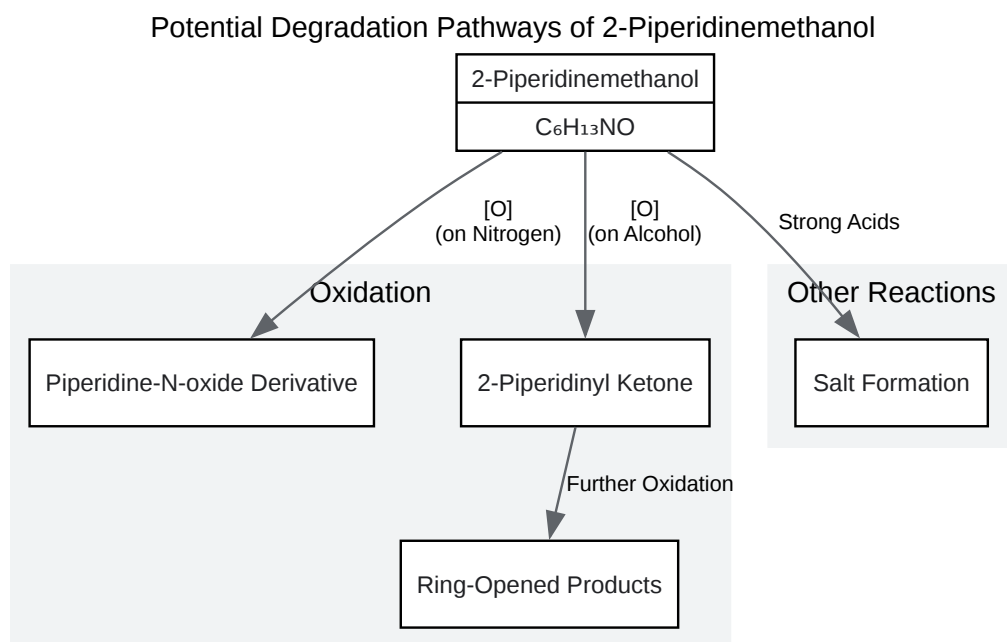 Potential Degradation Pathways of 2-Piperidinemethanol
2-Piperidinemethanol
C₆H₁₃NO
[O]
(on Nitrogen)
[O]
(on Alcohol)
Strong Acids
Oxidation
Other Reactions
Piperidine-N-oxide Derivative
2-Piperidinyl Ketone
Salt Formation
Further Oxidation
Ring-Opened Products